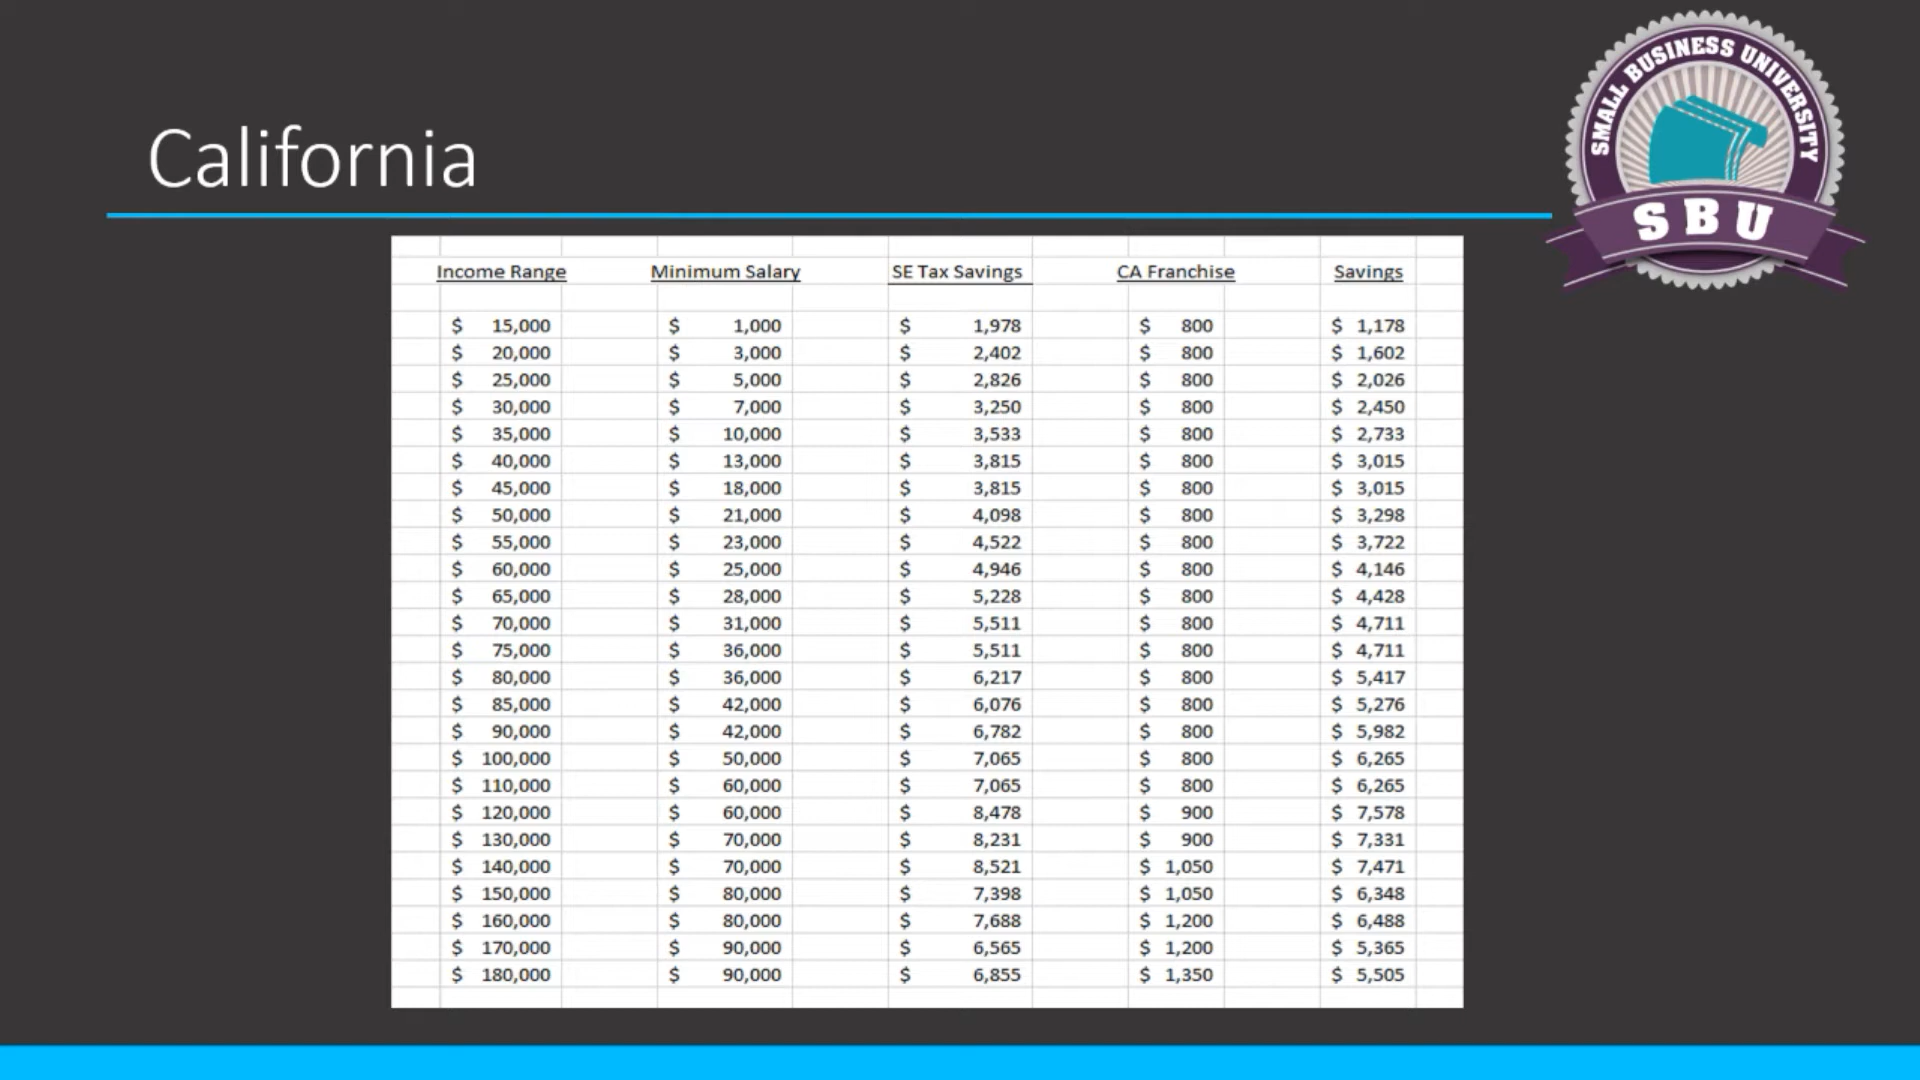 California
SMALL BUSINESS UNIVERSITY
SBU
Income Range Minimum Salary SE Tax Savings CA Franchise Savings
$ 15,000 $ 1,000 $ 1,978 $ 800 $ 1,178
$ 20,000 $ 3,000 $ 2,402 $ 800 $ 1,602
$ 25,000 $ 5,000 $ 2,826 $ 800 $ 2,026
$ 30,000 $ 7,000 $ 3,250 $ 800 $ 2,450
$ 35,000 $ 10,000 $ 3,533 $ 800 $ 2,733
$ 40,000 $ 13,000 $ 3,815 $ 800 $ 3,015
$ 45,000 $ 18,000 $ 3,815 $ 800 $ 3,015
$ 50,000 $ 21,000 $ 4,098 $ 800 $ 3,298
$ 55,000 $ 23,000 $ 4,522 $ 800 $ 3,722
$ 60,000 $ 25,000 $ 4,946 $ 800 $ 4,146
$ 65,000 $ 28,000 $ 5,228 $ 800 $ 4,428
$ 70,000 $ 31,000 $ 5,511 $ 800 $ 4,711
$ 75,000 $ 36,000 $ 5,511 $ 800 $ 4,711
$ 80,000 $ 36,000 $ 6,217 $ 800 $ 5,417
$ 85,000 $ 42,000 $ 6,076 $ 800 $ 5,276
$ 90,000 $ 42,000 $ 6,782 $ 800 $ 5,982
$ 100,000 $ 50,000 $ 7,065 $ 800 $ 6,265
$ 110,000 $ 60,000 $ 7,065 $ 800 $ 6,265
$ 120,000 $ 60,000 $ 8,478 $ 900 $ 7,578
$ 130,000 $ 70,000 $ 8,231 $ 900 $ 7,331
$ 140,000 $ 70,000 $ 8,521 $ 1,050 $ 7,471
$ 150,000 $ 80,000 $ 7,398 $ 1,050 $ 6,348
$ 160,000 $ 80,000 $ 7,688 $ 1,200 $ 6,488
$ 170,000 $ 90,000 $ 6,565 $ 1,200 $ 5,365
$ 180,000 $ 90,000 $ 6,855 $ 1,350 $ 5,505